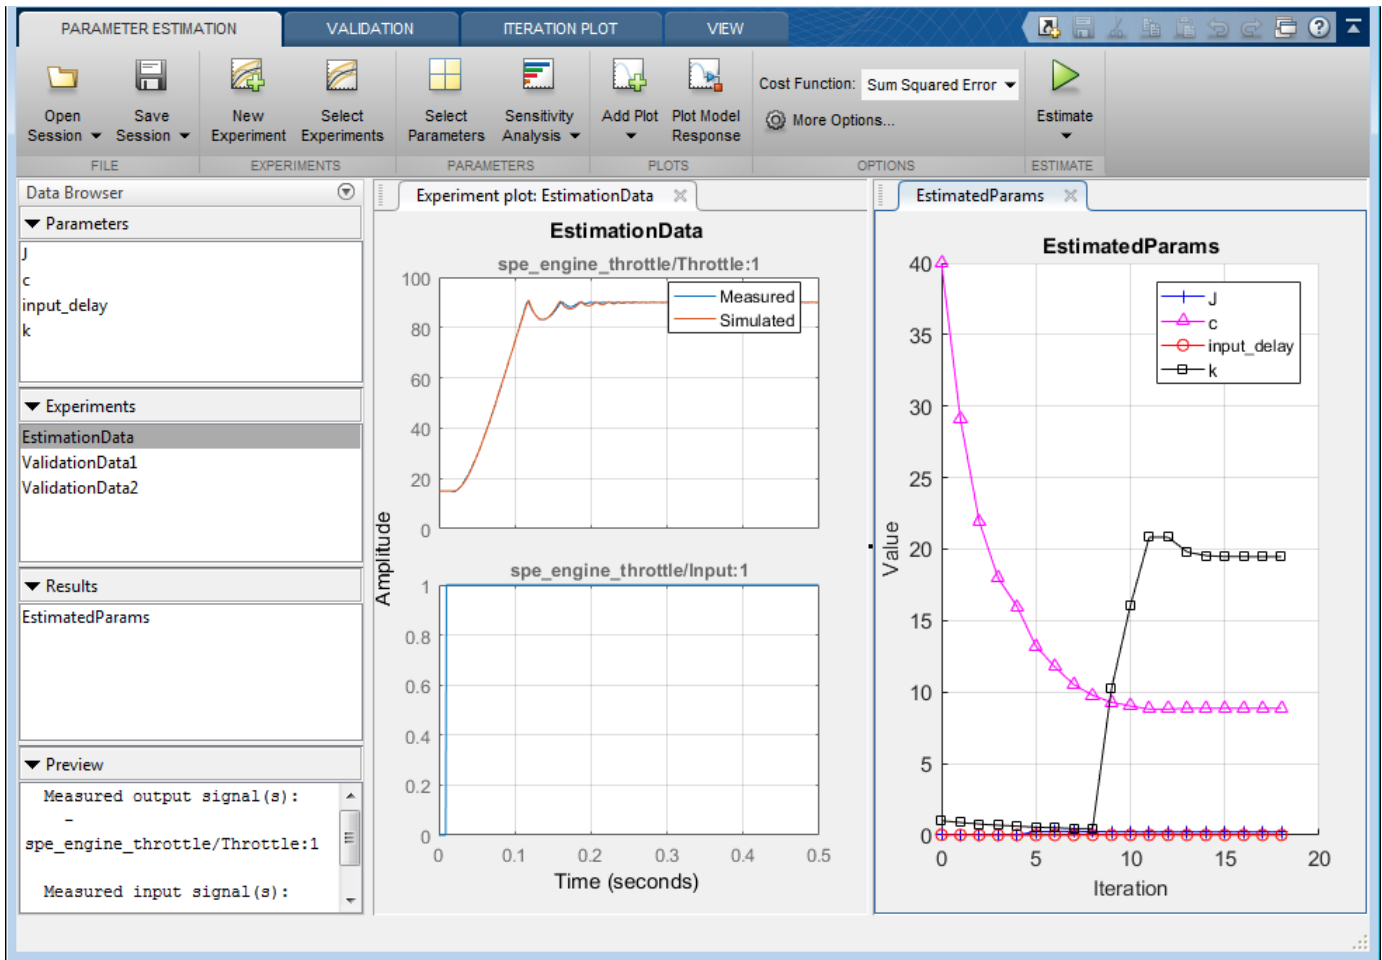 PARAMETER ESTIMATION
VALIDATION
ITERATION PLOT
VIEW
?
Open
Session
Save
Session
New
Experiment
Select
Experiments
Select
Parameters
Sensitivity
Analysis
Add Plot
Plot Model
Response
Cost Function: Sum Squared Error
More Options...
Estimate
FILE
EXPERIMENTS
PARAMETERS
PLOTS
OPTIONS
ESTIMATE
Data Browser
Parameters
J
c
input_delay
k
Experiments
EstimationData
ValidationData1
ValidationData2
Results
EstimatedParams
Preview
Measured output signal(s):
-
spe_engine_throttle/Throttle:1
Measured input signal(s):
Experiment plot: EstimationData
EstimationData
spe_engine_throttle/Throttle:1
100
80
60
40
20
0
Measured
Simulated
Amplitude
spe_engine_throttle/Input:1
1
0.8
0.6
0.4
0.2
0
0 0.1 0.2 0.3 0.4 0.5
Time (seconds)
EstimatedParams
EstimatedParams
40
35
30
25
20
15
10
5
0
J
c
input_delay
k
Value
0 5 10 15 20
Iteration